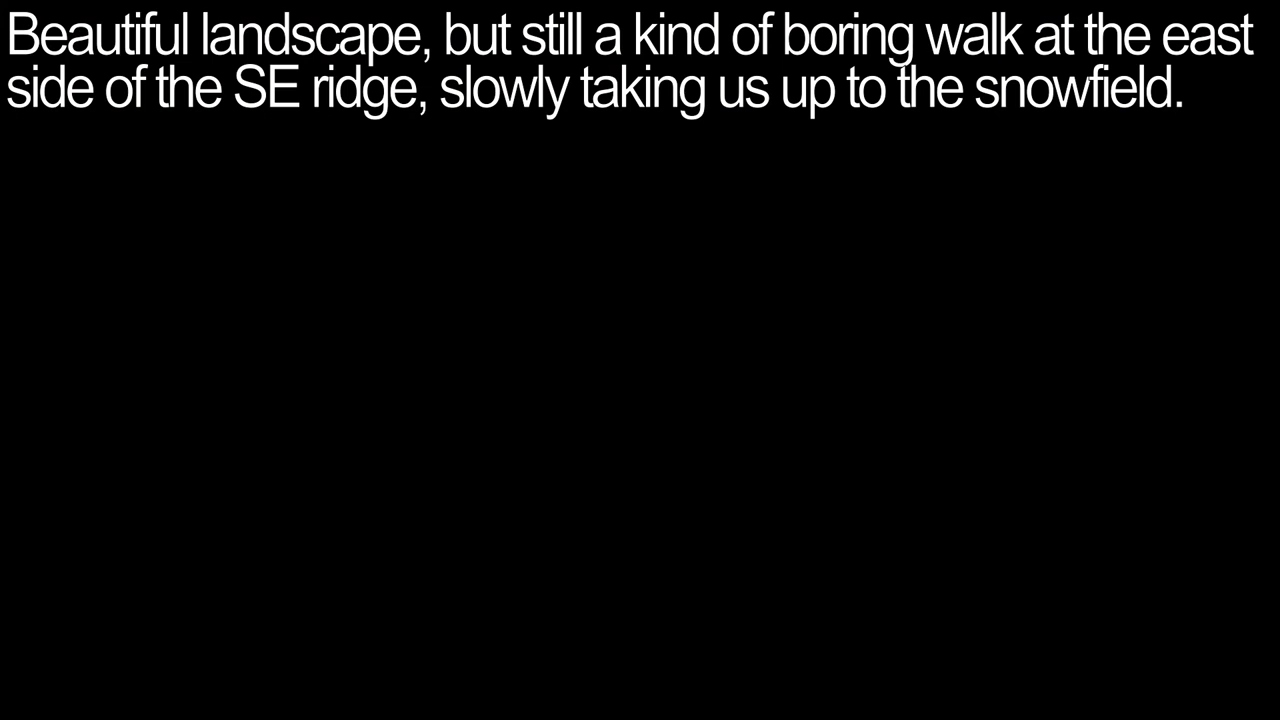 Beautiful landscape, but still a kind of boring walk at the east
side of the SE ridge, slowly taking us up to the snowfield.